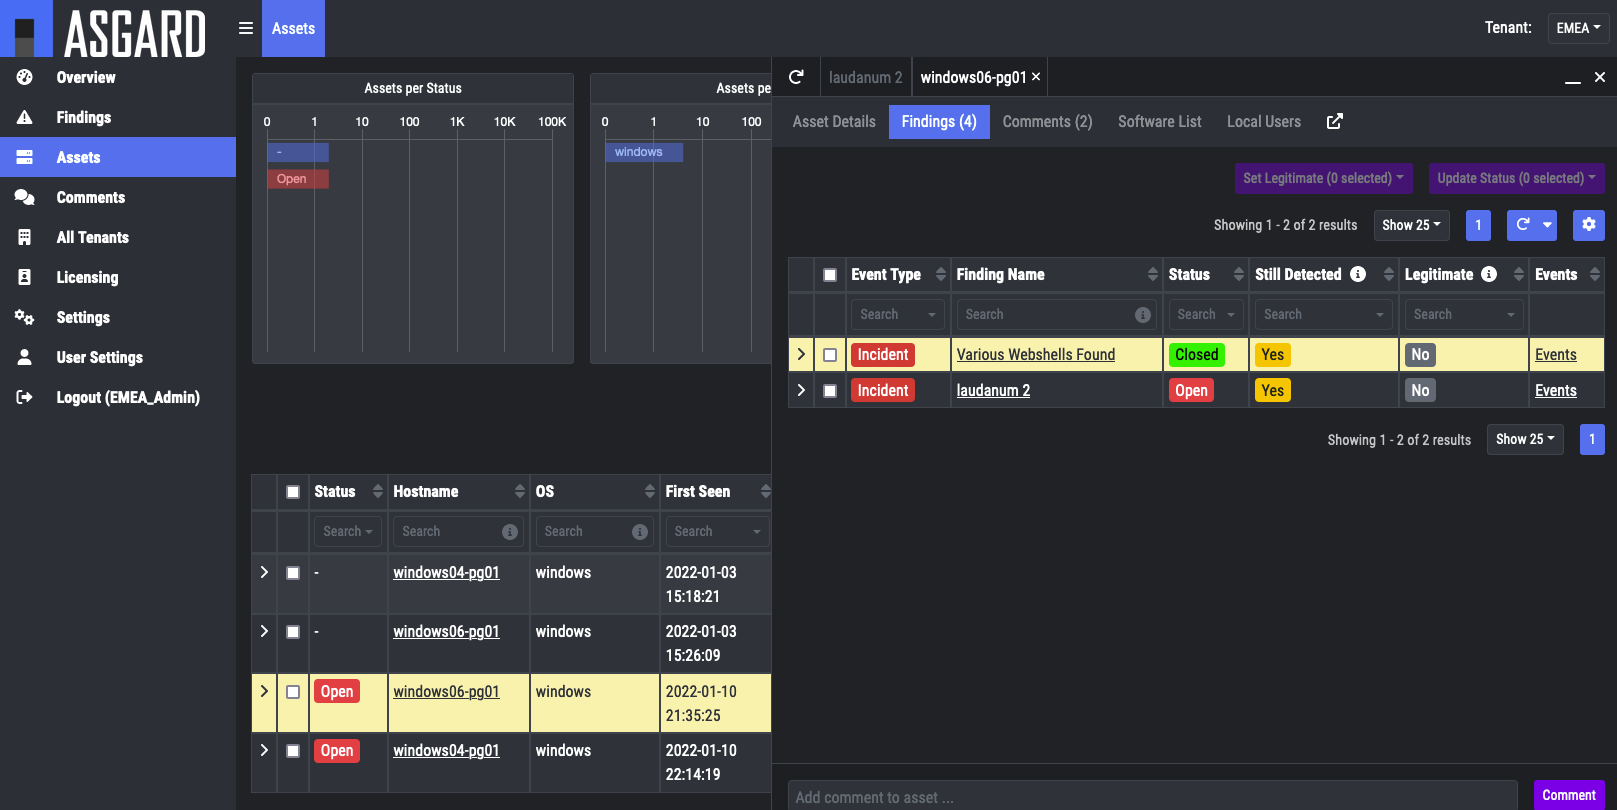 ASGARD
Assets
Tenant:
EMEA
Overview
Findings
Assets
Comments
All Tenants
Licensing
Settings
User Settings
Logout (EMEA_Admin)
Assets per Status
0 1 10 100 1K 10K 100K
-
Open
Assets pe
0 1 10 100
windows
Status Hostname OS First Seen
Search Search Search Search
- windows04-pg01 windows 2022-01-03
15:18:21
- windows06-pg01 windows 2022-01-03
15:26:09
Open windows06-pg01 windows 2022-01-10
21:35:25
Open windows04-pg01 windows 2022-01-10
22:14:19
laudanum 2 windows06-pg01
Asset Details Findings (4) Comments (2) Software List Local Users
Set Legitimate (0 selected) Update Status (0 selected)
Showing 1 - 2 of 2 results Show 25 1
Event Type Finding Name Status Still Detected Legitimate Events
Search Search Search Search Search
Incident Various Webshells Found Closed Yes No Events
Incident laudanum 2 Open Yes No Events
Showing 1 - 2 of 2 results Show 25 1
Add comment to asset ...
Comment